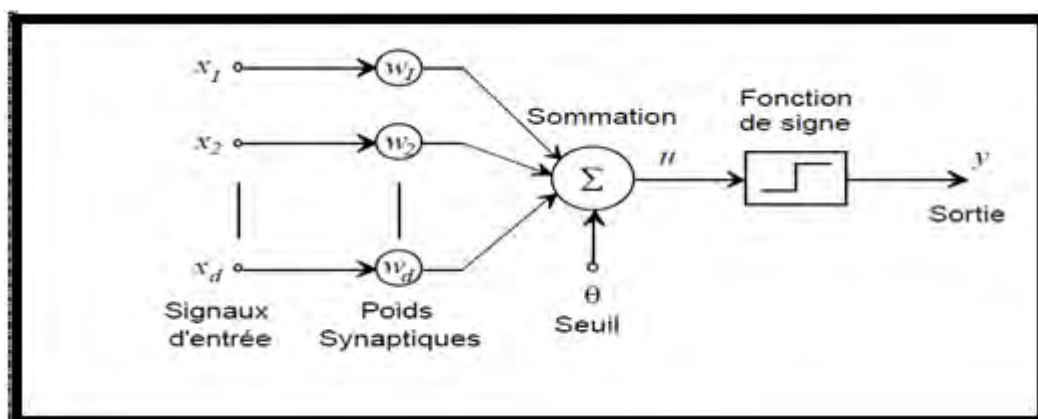 x1
w1
Sommation
Fonction
de signe
x2
w2
Σ
u
y
Sortie
xd
wd
θ
Seuil
Signaux
d'entrée
Poids
Synaptiques